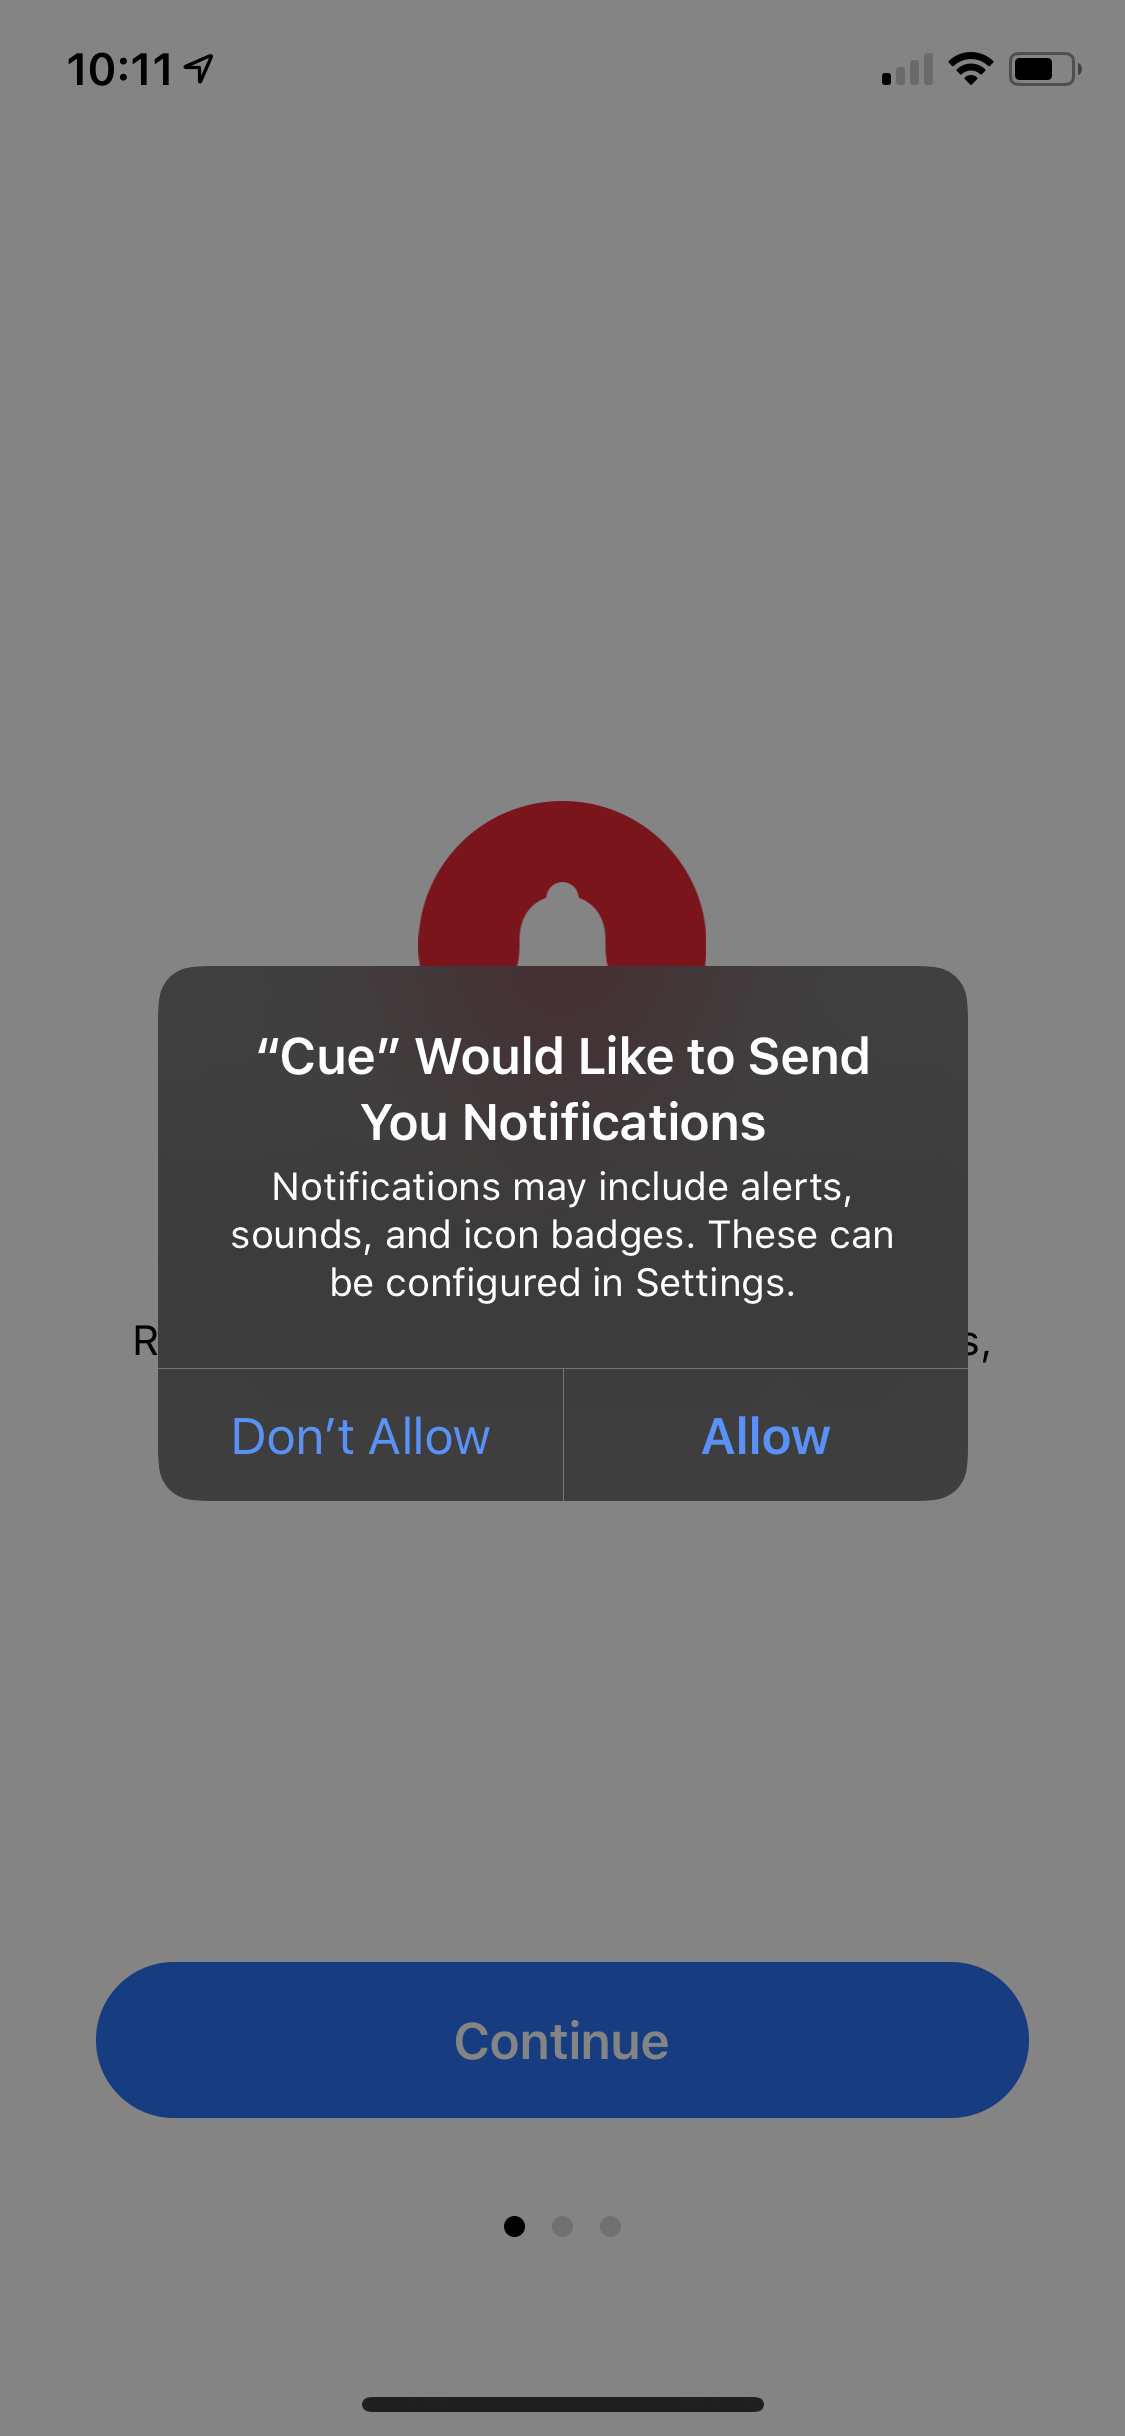 10:11
“Cue” Would Like to Send
You Notifications
Notifications may include alerts,
sounds, and icon badges. These can
be configured in Settings.
Don’t Allow
Allow
Continue